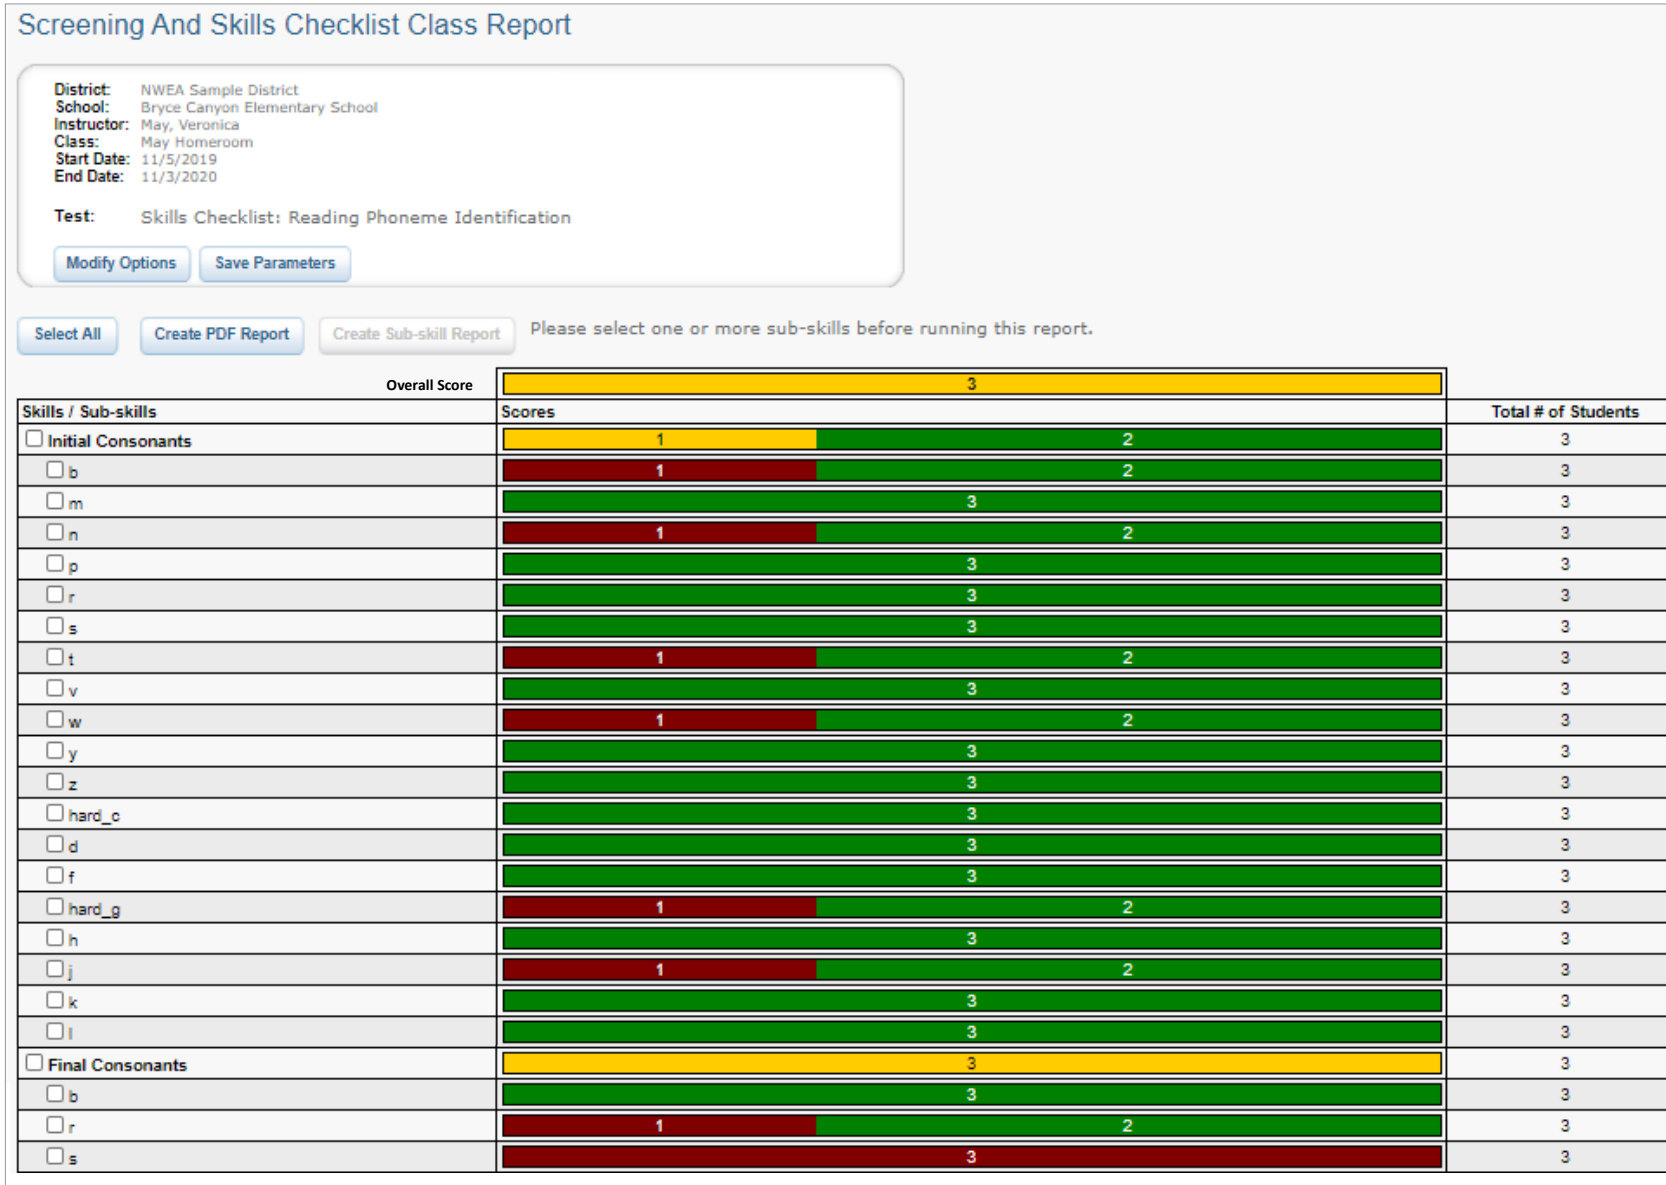 Screening And Skills Checklist Class Report
District: NWEA Sample District
School: Bryce Canyon Elementary School
Instructor: May, Veronica
Class: May Homeroom
Start Date: 11/5/2019
End Date: 11/3/2020
Test: Skills Checklist: Reading Phoneme Identification
Modify Options Save Parameters
Select All Create PDF Report Create Sub-skill Report Please select one or more sub-skills before running this report.
Overall Score 3
Skills / Sub-skills Scores Total # of Students
Initial Consonants 1 2 3
b 1 2 3
m 3 3
n 1 2 3
p 3 3
r 3 3
s 3 3
t 1 2 3
v 3 3
w 1 2 3
y 3 3
z 3 3
hard_c 3 3
d 3 3
f 3 3
hard_g 1 2 3
h 3 3
j 1 2 3
k 3 3
l 3 3
Final Consonants 3 3
b 3 3
r 1 2 3
s 3 3